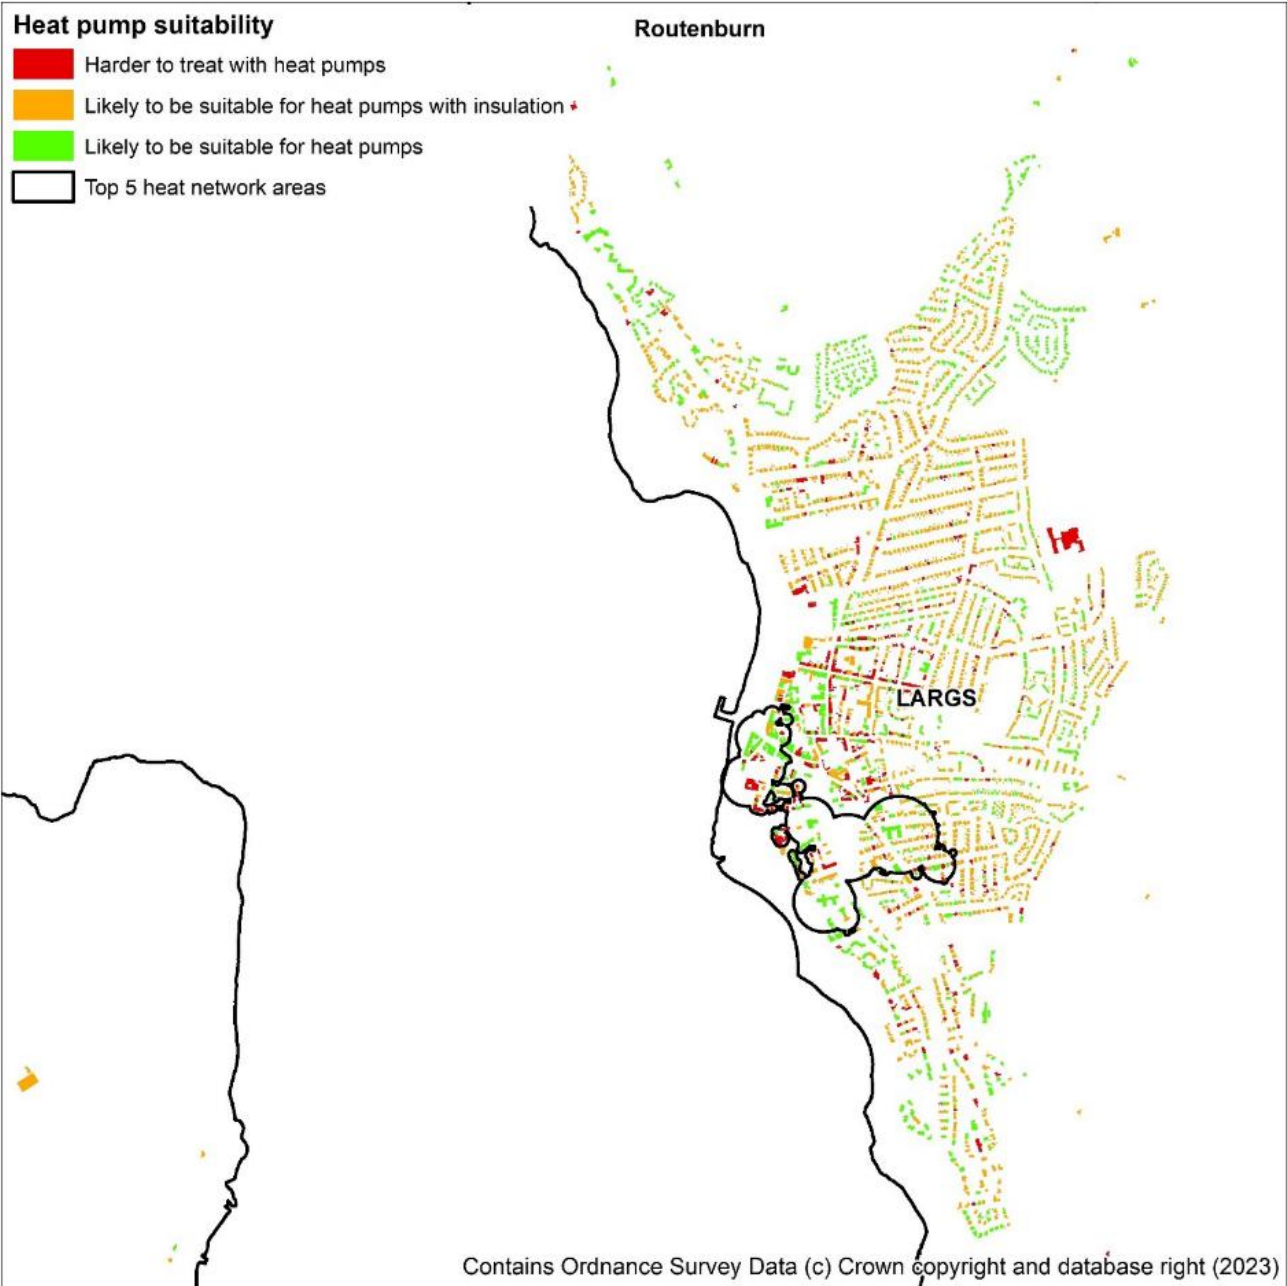 Heat pump suitability
Harder to treat with heat pumps
Likely to be suitable for heat pumps with insulation
Likely to be suitable for heat pumps
Top 5 heat network areas
Routenburn
LARGS
Contains Ordnance Survey Data (c) Crown copyright and database right (2023)